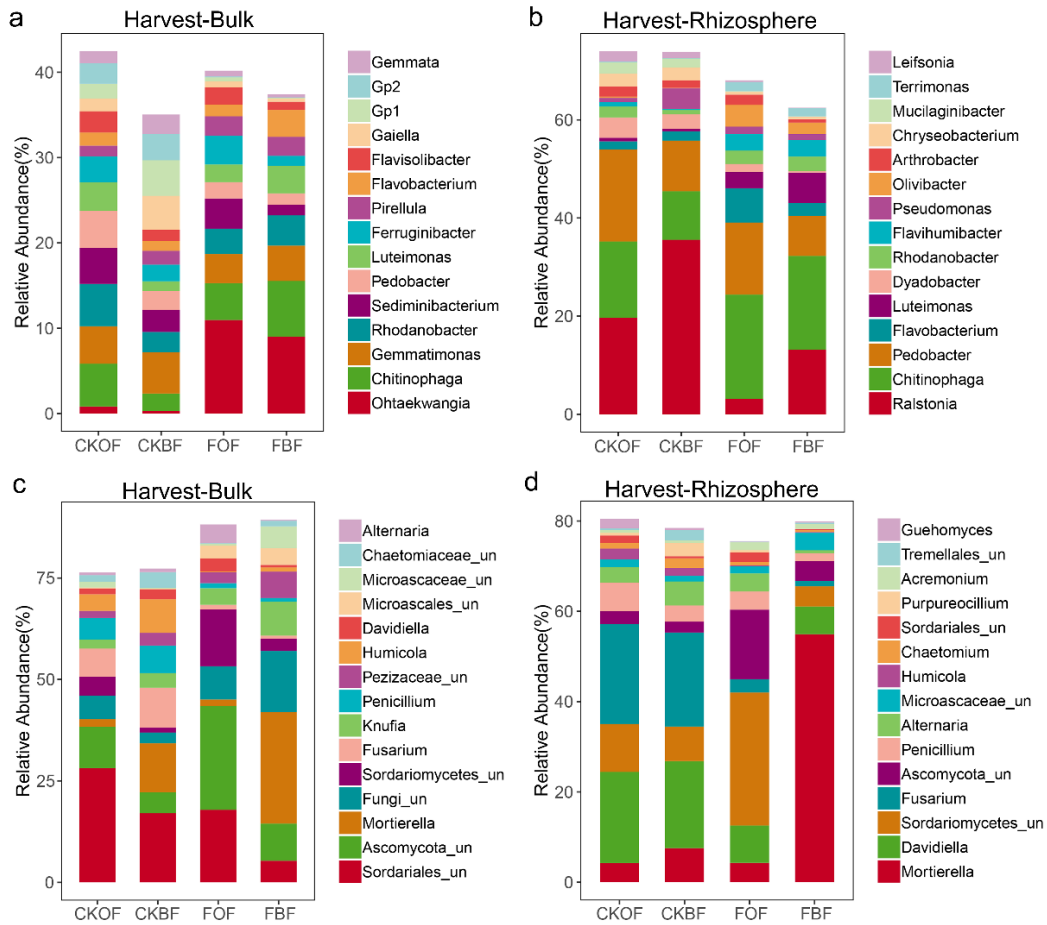 a
Harvest-Bulk
Relative Abundance(%)
40
30
20
10
0
CKOF CKBF FOF FBF
Gemmata
Gp2
Gp1
Gaiella
Flavisolibacter
Flavobacterium
Pirellula
Ferruginibacter
Luteimonas
Pedobacter
Sediminibacterium
Rhodanobacter
Gemmatimonas
Chitinophaga
Ohtaekwangia
b
Harvest-Rhizosphere
Relative Abundance(%)
60
40
20
0
CKOF CKBF FOF FBF
Leifsonia
Terrimonas
Mucilaginibacter
Chryseobacterium
Arthrobacter
Olivibacter
Pseudomonas
Flavihumibacter
Rhodanobacter
Dyadobacter
Luteimonas
Flavobacterium
Pedobacter
Chitinophaga
Ralstonia
c
Harvest-Bulk
Relative Abundance(%)
75
50
25
0
CKOF CKBF FOF FBF
Alternaria
Chaetomiaceae_un
Microascaceae_un
Microascales_un
Davidiella
Humicola
Pezizaceae_un
Penicillium
Knufia
Fusarium
Sordariomycetes_un
Fungi_un
Mortierella
Ascomycota_un
Sordariales_un
d
Harvest-Rhizosphere
Relative Abundance(%)
80
60
40
20
0
CKOF CKBF FOF FBF
Guehomyces
Tremellales_un
Acremonium
Purpureocillium
Sordariales_un
Chaetomium
Humicola
Microascaceae_un
Alternaria
Penicillium
Ascomycota_un
Fusarium
Sordariomycetes_un
Davidiella
Mortierella